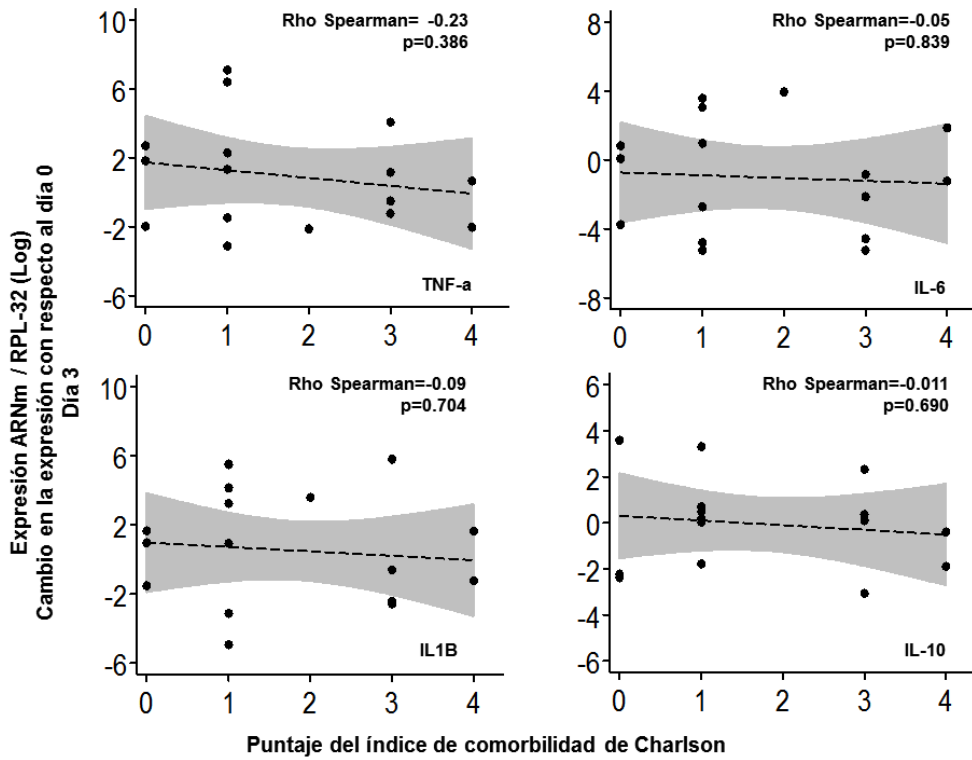 Expresión ARNm / RPL-32 (Log)
Cambio en la expresión con respecto al día 0
Día 3
10
6
2
-2
-6
Rho Spearman= -0.23
p=0.386
TNF-a
0 1 2 3 4
8
4
0
-4
-8
Rho Spearman=-0.05
p=0.839
IL-6
0 1 2 3 4
10
6
2
-2
-6
Rho Spearman=-0.09
p=0.704
IL1B
0 1 2 3 4
6
4
2
0
-2
-4
-6
Rho Spearman=-0.011
p=0.690
IL-10
0 1 2 3 4
Puntaje del índice de comorbilidad de Charlson